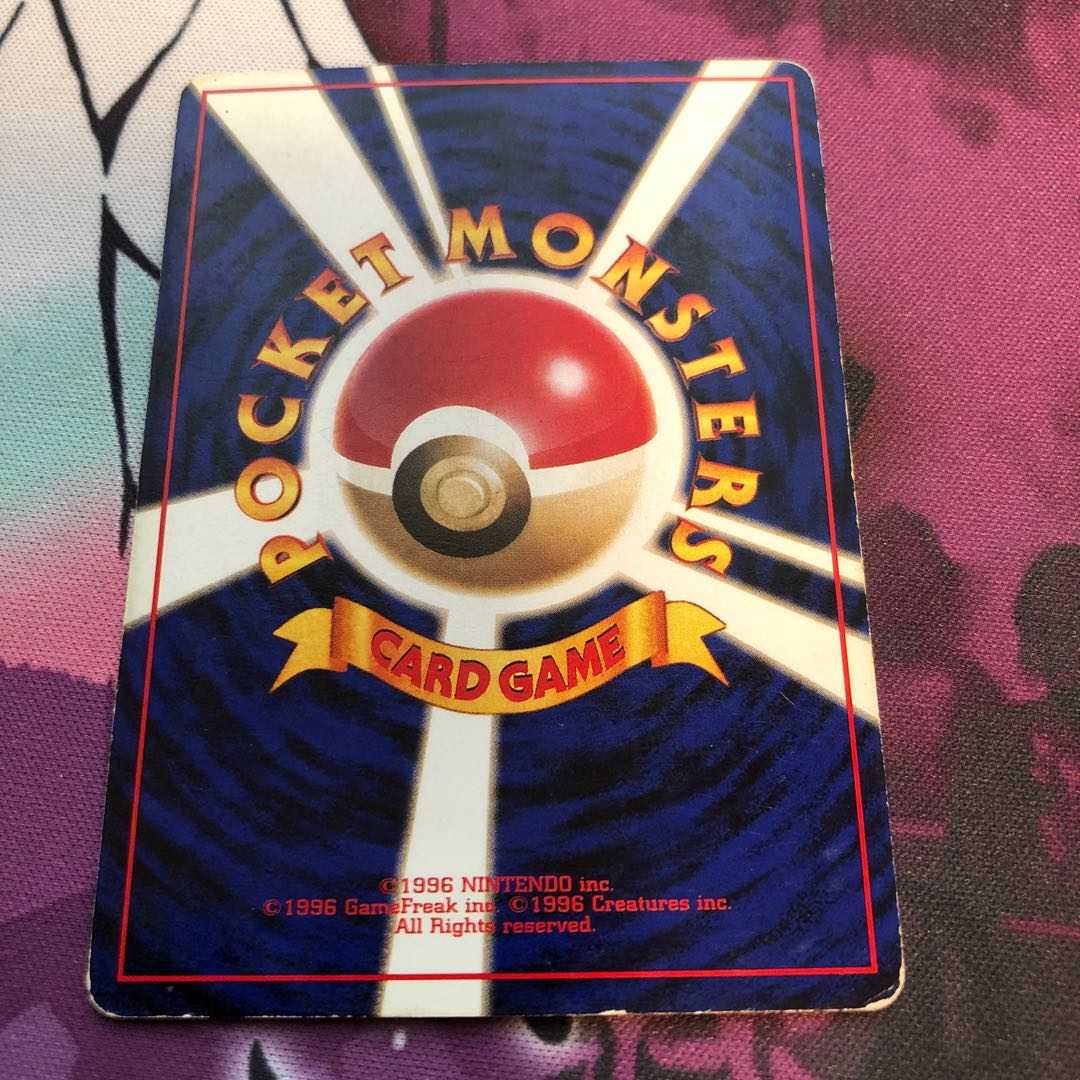 POCKET MONSTERS
CARD GAME
©1996 NINTENDO inc.
©1996 GameFreak inc. ©1996 Creatures inc.
All Rights reserved.